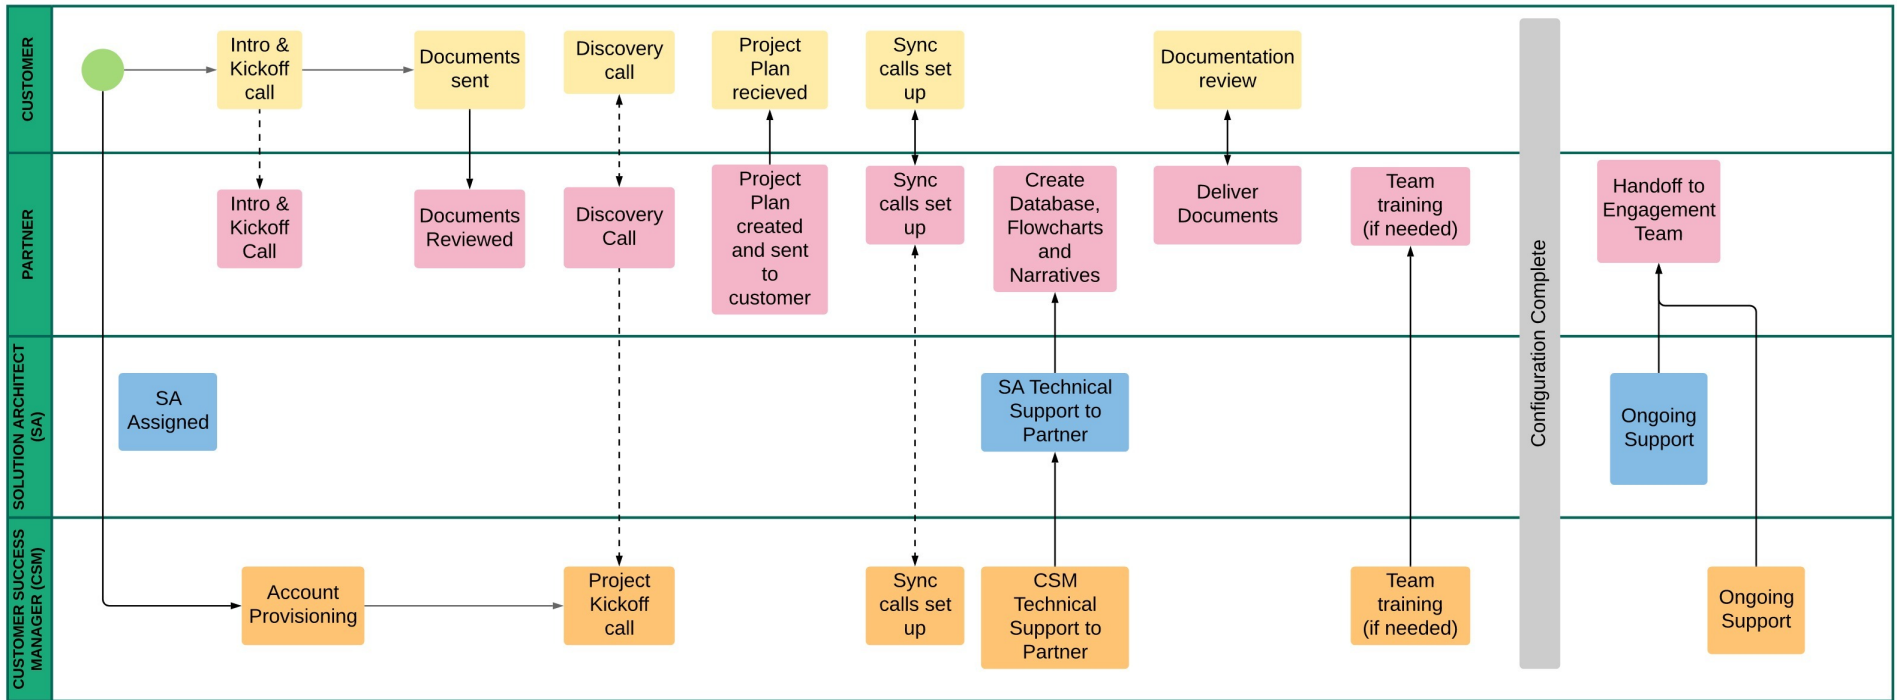 CUSTOMER
Intro &
Kickoff
call
Documents
sent
Discovery
call
Project
Plan
recieved
Sync
calls set
up
Documentation
review
PARTNER
Intro &
Kickoff
Call
Documents
Reviewed
Discovery
Call
Project
Plan
created
and sent
to
customer
Sync
calls set
up
Create
Database,
Flowcharts
and
Narratives
Deliver
Documents
Team
training
(if needed)
Configuration Complete
Handoff to
Engagement
Team
SOLUTION ARCHITECT
(SA)
SA
Assigned
SA Technical
Support to
Partner
Ongoing
Support
CUSTOMER SUCCESS
MANAGER (CSM)
Account
Provisioning
Project
Kickoff
call
Sync
calls set
up
CSM
Technical
Support to
Partner
Team
training
(if needed)
Ongoing
Support